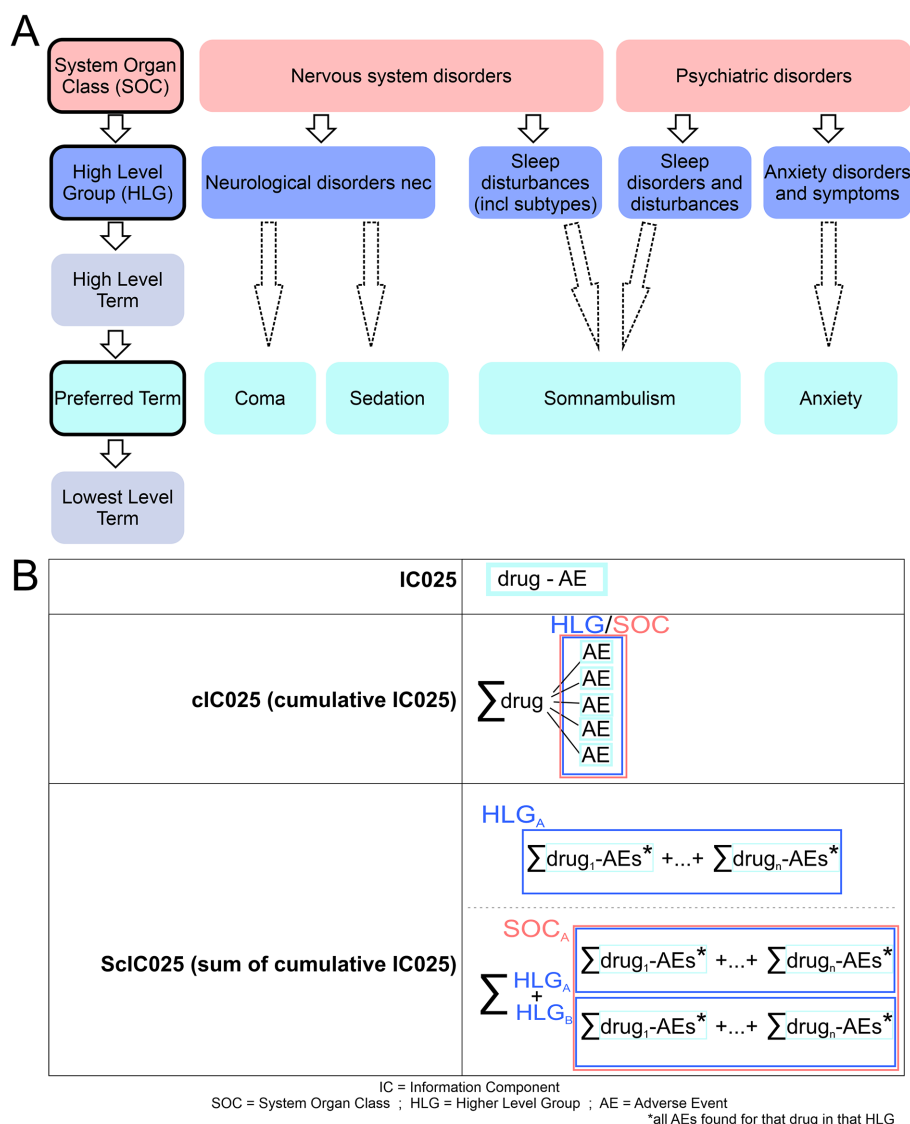 A
System Organ
Class (SOC)
Nervous system disorders
Psychiatric disorders
High Level
Group (HLG)
Neurological disorders nec
Sleep
disturbances
(incl subtypes)
Sleep
disorders and
disturbances
Anxiety disorders
and symptoms
High Level
Term
Preferred Term
Coma
Sedation
Somnambulism
Anxiety
Lowest Level
Term
B
IC025
drug - AE
cIC025 (cumulative IC025)
HLG/SOC
∑drug
AE
AE
AE
AE
AE
ScIC025 (sum of cumulative IC025)
HLGA
∑drug1-AEs* +...+ ∑drugn-AEs*
SOCA
∑ HLGA + HLGB
∑drug1-AEs* +...+ ∑drugn-AEs*
∑drug1-AEs* +...+ ∑drugn-AEs*
IC = Information Component
SOC = System Organ Class ; HLG = Higher Level Group ; AE = Adverse Event
*all AEs found for that drug in that HLG